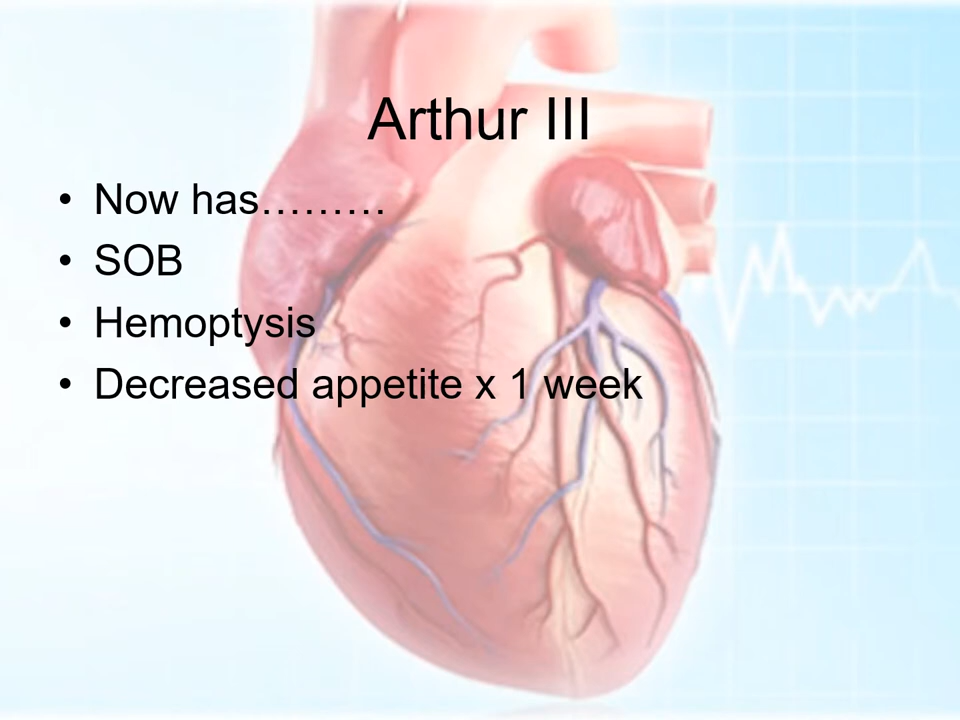 Arthur III
• Now has………
• SOB
• Hemoptysis
• Decreased appetite x 1 week